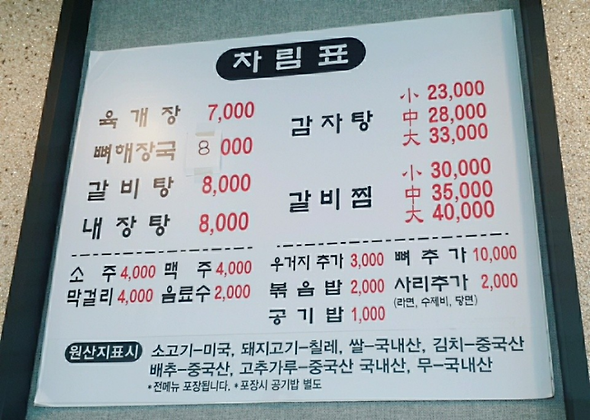 차림표
육개장 7,000
뼈해장국 8,000
갈비탕 8,000
내장탕 8,000
감자탕 小 23,000
中 28,000
大 33,000
갈비찜 小 30,000
中 35,000
大 40,000
소주 4,000 맥주 4,000
막걸리 4,000 음료수 2,000
우거지 추가 3,000 뼈추가 10,000
볶음밥 2,000 사리추가 2,000
(라면, 수제비, 당면)
공기밥 1,000
원산지표시 소고기-미국, 돼지고기-칠레, 쌀-국내산, 김치-중국산
배추-중국산, 고추가루-중국산 국내산, 무-국내산
*전메뉴 포장됩니다. *포장시 공기밥 별도